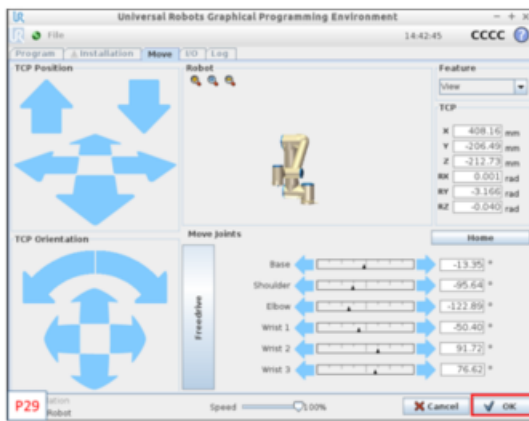 Universal Robots Graphical Programming Environment
File
14:42:45 CCCC ?
Program Installation Move I/O Log
TCP Position
Robot
Feature
View
TCP
X 408.16 mm
Y -206.49 mm
Z -212.73 mm
RX 0.001 rad
RY -3.166 rad
RZ -0.040 rad
TCP Orientation
Move Joints
Home
Freedrive
Base -13.35 °
Shoulder -95.64 °
Elbow -122.89 °
Wrist 1 -50.40 °
Wrist 2 91.72 °
Wrist 3 76.62 °
P29
Robot
Speed 100%
Cancel
OK